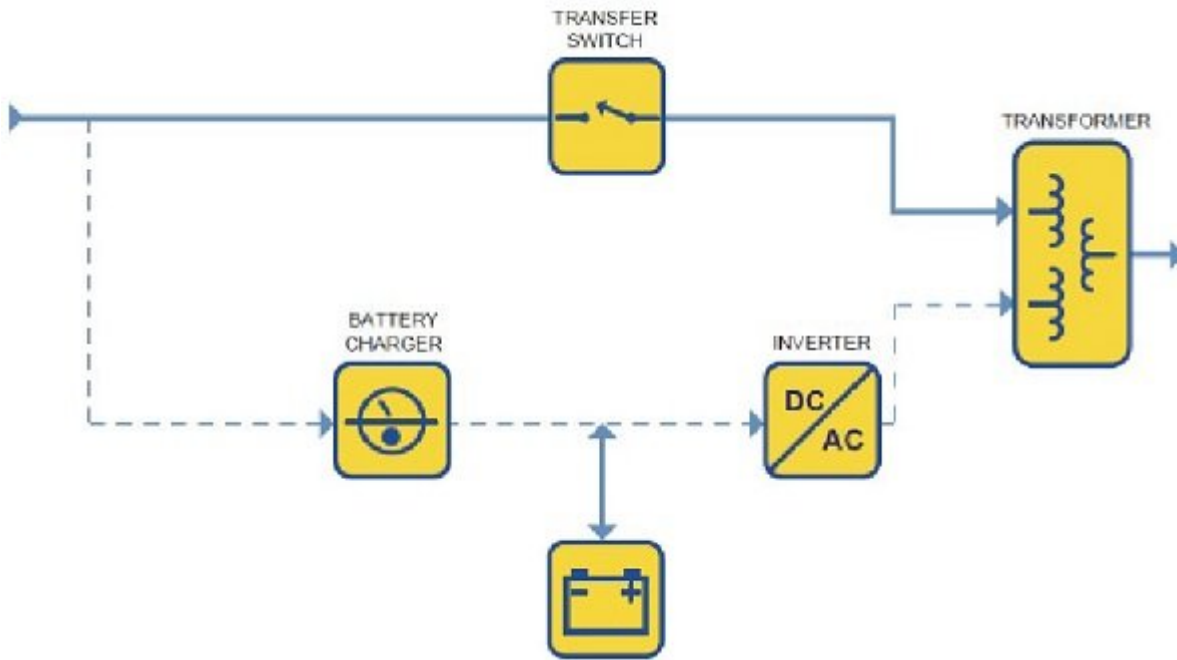 TRANSFER
SWITCH
TRANSFORMER
BATTERY
CHARGER
INVERTER
DC
AC